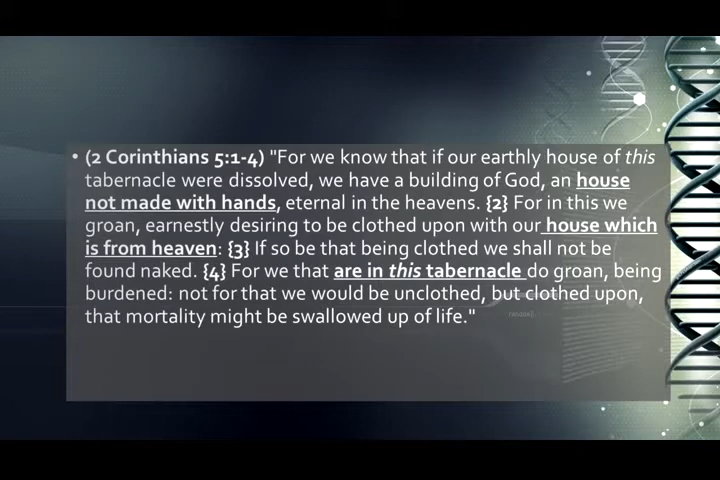 • (2 Corinthians 5:1-4) "For we know that if our earthly house of this
tabernacle were dissolved, we have a building of God, an house
not made with hands, eternal in the heavens. {2} For in this we
groan, earnestly desiring to be clothed upon with our house which
is from heaven: {3} If so be that being clothed we shall not be
found naked. {4} For we that are in this tabernacle do groan, being
burdened: not for that we would be unclothed, but clothed upon,
that mortality might be swallowed up of life."